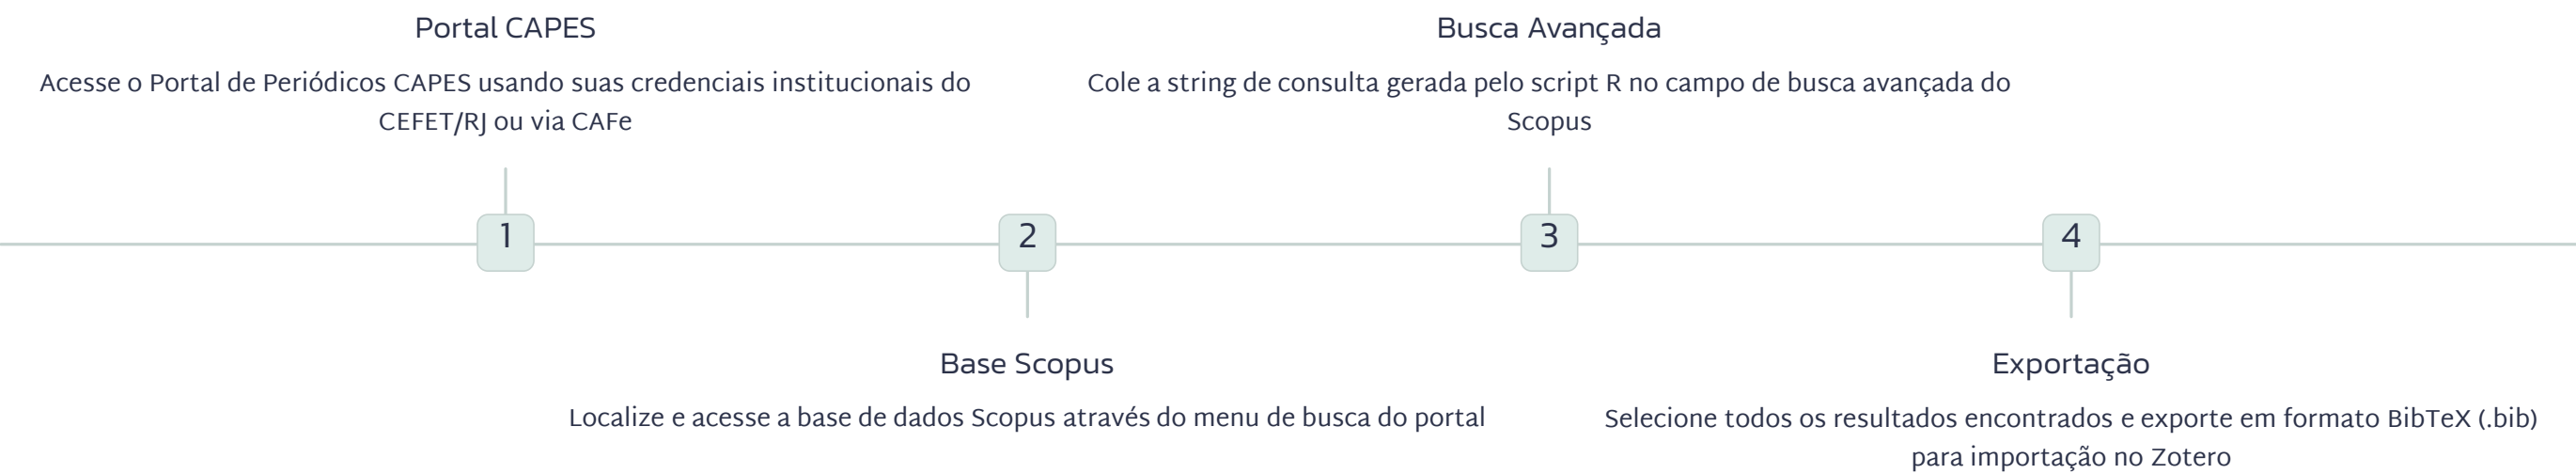 Portal CAPES
Acesse o Portal de Periódicos CAPES usando suas credenciais institucionais do
CEFET/RJ ou via CAFe
Busca Avançada
Cole a string de consulta gerada pelo script R no campo de busca avançada do
Scopus
1
2
3
4
Base Scopus
Localize e acesse a base de dados Scopus através do menu de busca do portal
Exportação
Selecione todos os resultados encontrados e exporte em formato BibTeX (.bib)
para importação no Zotero